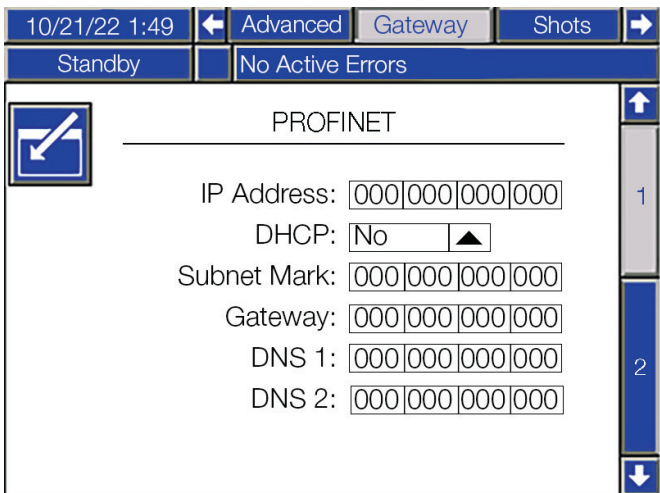 10/21/22 1:49 Advanced Gateway Shots
Standby No Active Errors
PROFINET
IP Address: 000 000 000 000
DHCP: No
Subnet Mark: 000 000 000 000
Gateway: 000 000 000 000
DNS 1: 000 000 000 000
DNS 2: 000 000 000 000
1
2